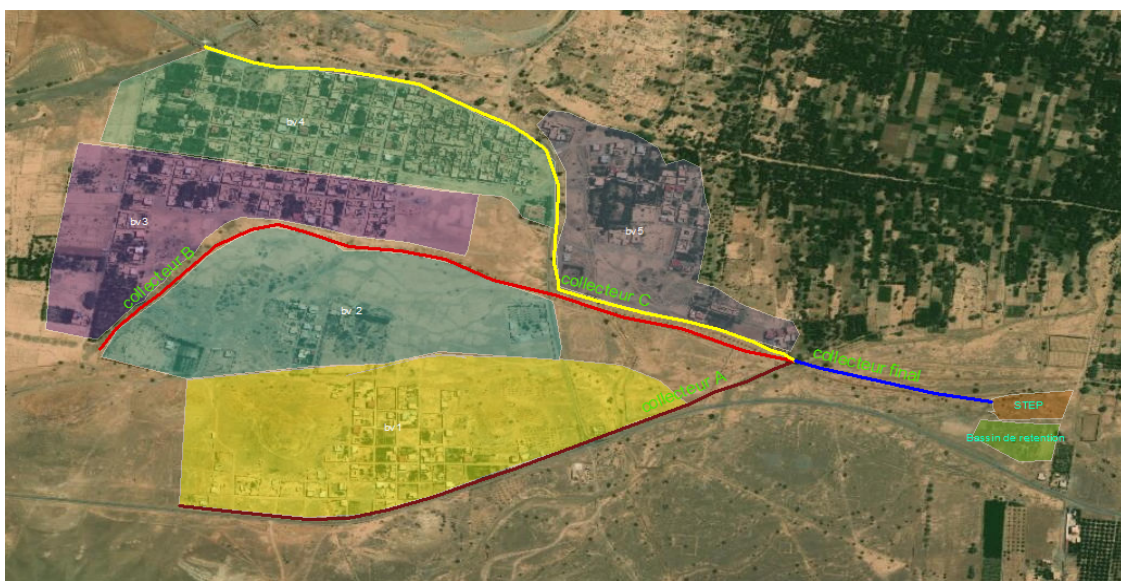 bv 4
bv 3
bv 5
collecteur B
collecteur C
bv 2
collecteur final
collecteur A
STEP
bv 1
Bassin de retention